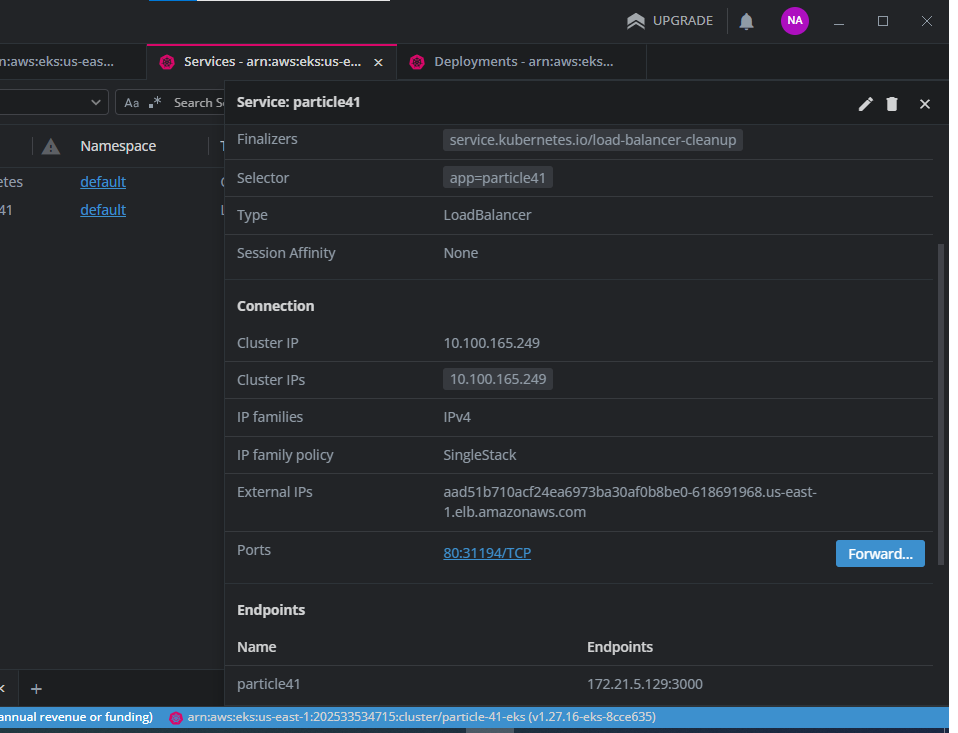 UPGRADE
NA
n:aws:eks:us-eas...
Services - arn:aws:eks:us-e...
Deployments - arn:aws:eks...
Aa .* Search Se
Service: particle41
Namespace
etes
default
41
default
Finalizers
service.kubernetes.io/load-balancer-cleanup
Selector
app=particle41
Type
LoadBalancer
Session Affinity
None
Connection
Cluster IP
10.100.165.249
Cluster IPs
10.100.165.249
IP families
IPv4
IP family policy
SingleStack
External IPs
aad51b710acf24ea6973ba30af0b8be0-618691968.us-east-
1.elb.amazonaws.com
Ports
80:31194/TCP
Forward...
Endpoints
Name
Endpoints
particle41
172.21.5.129:3000
annual revenue or funding)
arn:aws:eks:us-east-1:202533534715:cluster/particle-41-eks (v1.27.16-eks-8cce635)